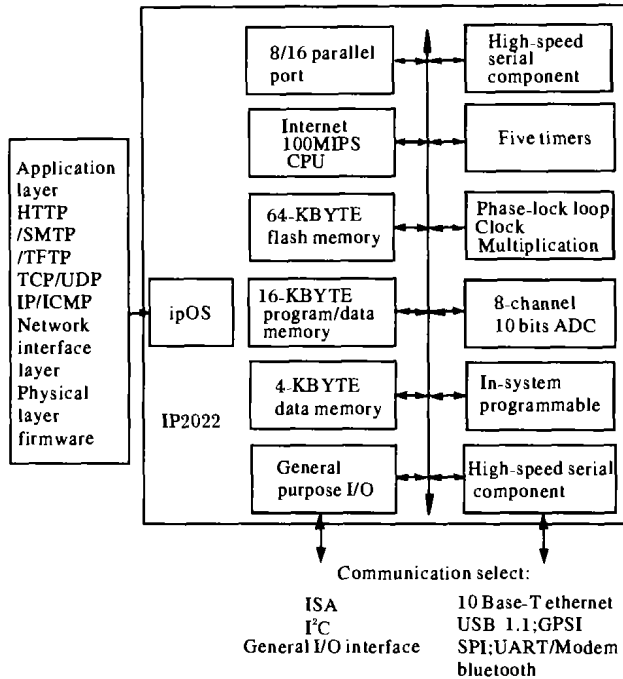 8/16 parallel
port
High-speed
serial
component
Internet
100MIPS
CPU
Five timers
Application
layer
HTTP
/SMTP
/TFTP
TCP/UDP
IP/ICMP
Network
interface
layer
Physical
layer
firmware
64-KBYTE
flash memory
Phase-lock loop
Clock
Multiplication
ipOS
16-KBYTE
program/data
memory
8-channel
10 bits ADC
IP2022
4-KBYTE
data memory
In-system
programmable
General
purpose I/O
High-speed serial
component
Communication select:
ISA
I²C
General I/O interface
10 Base-T ethernet
USB 1.1;GPSI
SPI;UART/Modem
bluetooth